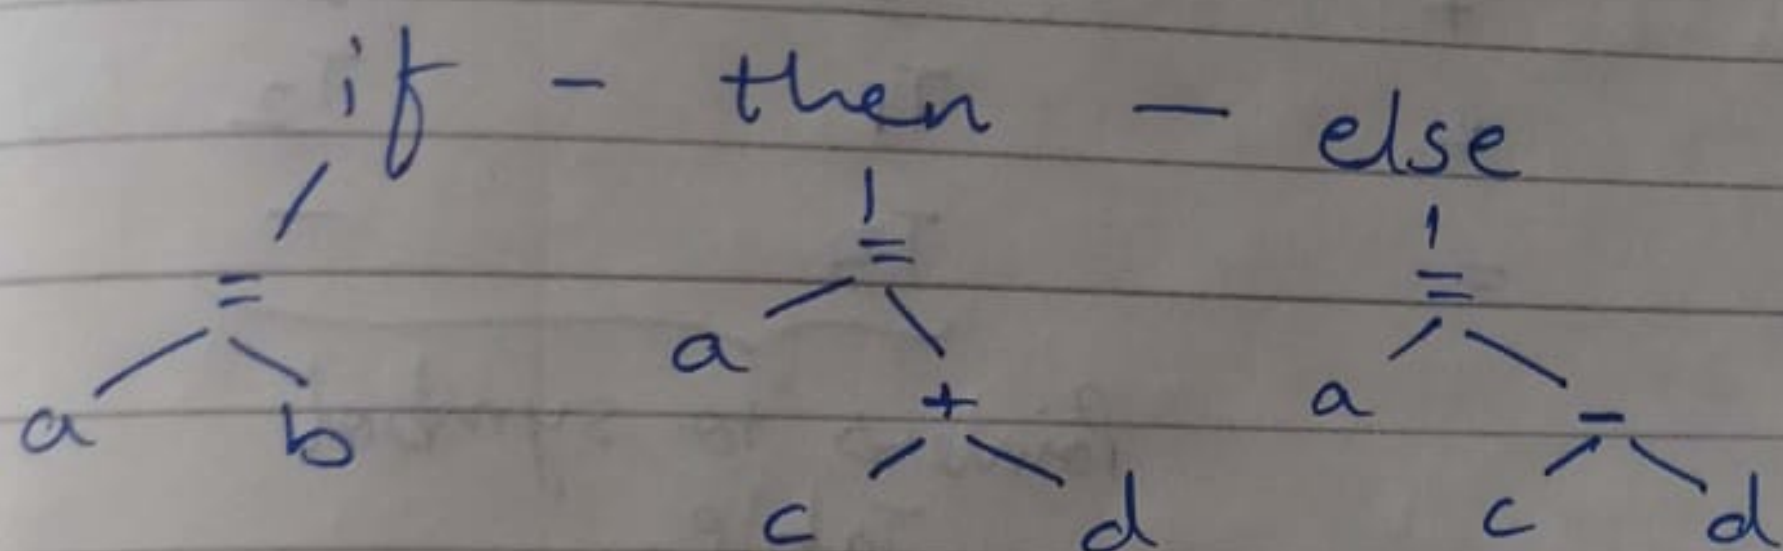 if - then - else
= = =
a b a + a -
c d c d